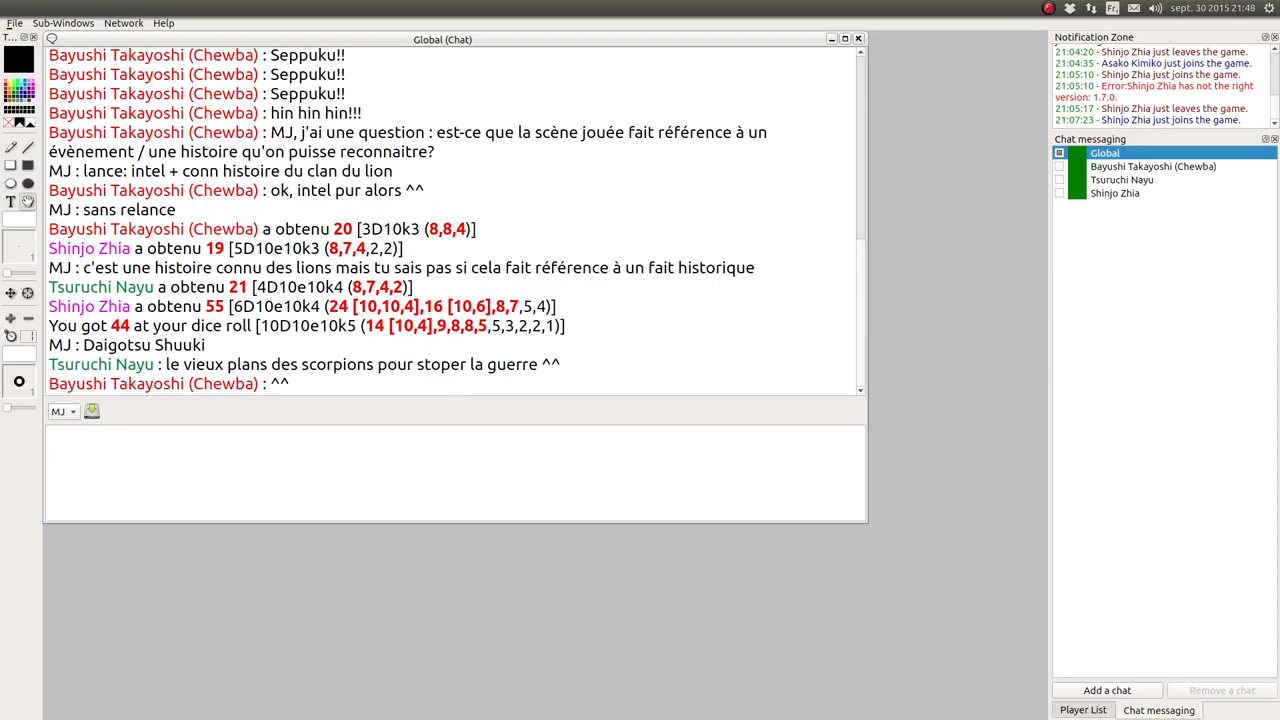 Fr,
sept. 30 2015 21:48
File Sub-Windows Network Help
T...
Global (Chat)
Bayushi Takayoshi (Chewba) : Seppuku!!
Bayushi Takayoshi (Chewba) : Seppuku!!
Bayushi Takayoshi (Chewba) : Seppuku!!
Bayushi Takayoshi (Chewba) : hin hin hin!!!
Bayushi Takayoshi (Chewba) : MJ, j'ai une question : est-ce que la scène jouée fait référence à un
évènement / une histoire qu'on puisse reconnaitre?
MJ : lance: intel + conn histoire du clan du lion
Bayushi Takayoshi (Chewba) : ok, intel pur alors ^^
MJ : sans relance
Bayushi Takayoshi (Chewba) a obtenu 20 [3D10k3 (8,8,4)]
Shinjo Zhia a obtenu 19 [5D10e10k3 (8,7,4,2,2)]
MJ : c'est une histoire connu des lions mais tu sais pas si cela fait référence à un fait historique
Tsuruchi Nayu a obtenu 21 [4D10e10k4 (8,7,4,2)]
Shinjo Zhia a obtenu 55 [6D10e10k4 (24 [10,10,4],16 [10,6],8,7,5,4)]
You got 44 at your dice roll [10D10e10k5 (14 [10,4],9,8,8,5,5,3,2,2,1)]
MJ : Daigotsu Shuuki
Tsuruchi Nayu : le vieux plans des scorpions pour stoper la guerre ^^
Bayushi Takayoshi (Chewba) : ^^
MJ
T
1
1
Notification Zone
21:04:20 - Shinjo Zhia just leaves the game.
21:04:35 - Asako Kimiko just joins the game.
21:05:10 - Shinjo Zhia just joins the game.
21:05:10 - Error:Shinjo Zhia has not the right
version: 1.7.0.
21:05:17 - Shinjo Zhia just leaves the game.
21:07:23 - Shinjo Zhia just joins the game.
Chat messaging
Global
Bayushi Takayoshi (Chewba)
Tsuruchi Nayu
Shinjo Zhia
Add a chat
Remove a chat
Player List
Chat messaging